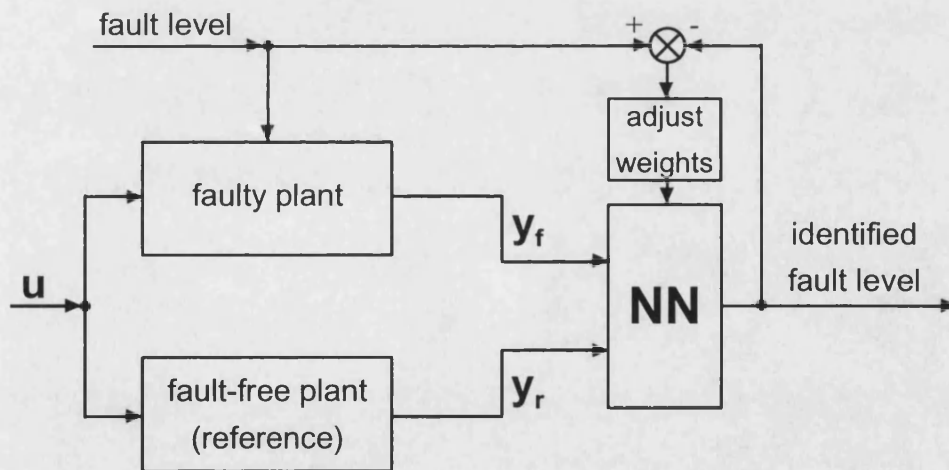 fault level
+
-
adjust
weights
faulty plant
y_f
identified
fault level
u
NN
fault-free plant
(reference)
y_r